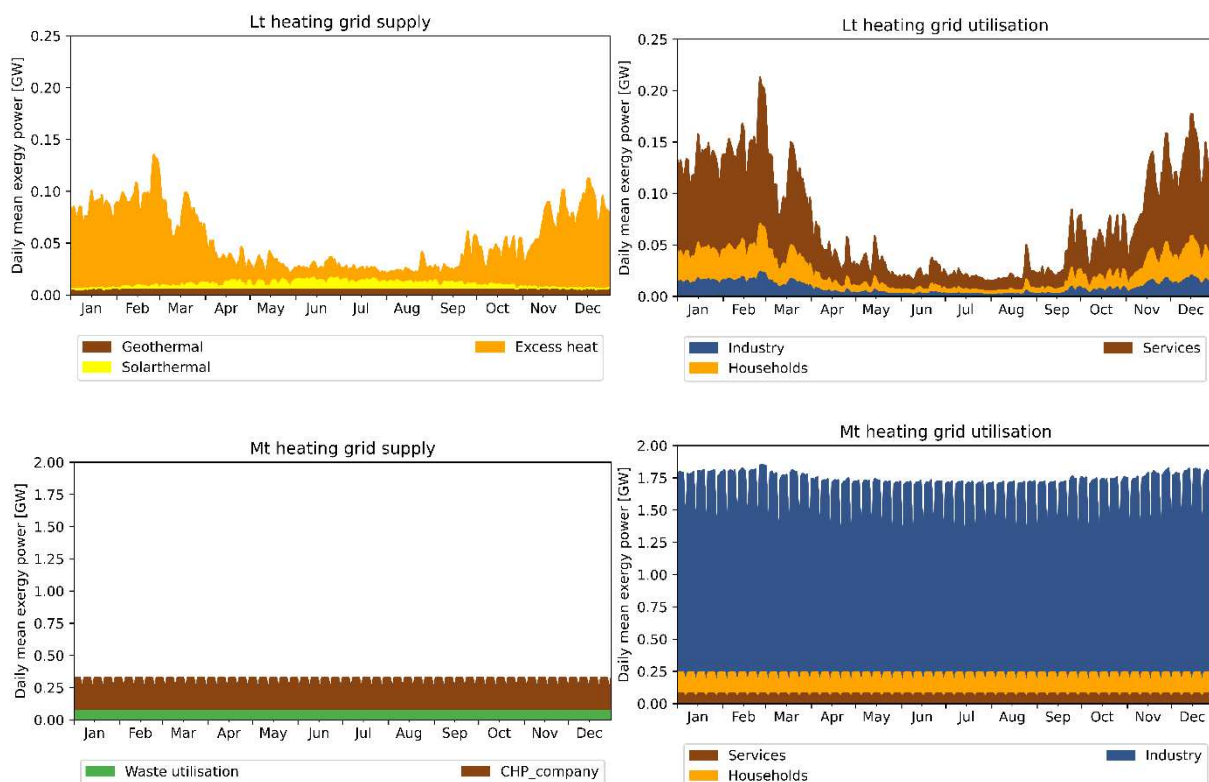 Lt heating grid supply
Daily mean exergy power [GW]
0.25
0.20
0.15
0.10
0.05
0.00
Jan Feb Mar Apr May Jun Jul Aug Sep Oct Nov Dec
Geothermal Excess heat
Solarthermal
Lt heating grid utilisation
Daily mean exergy power [GW]
0.25
0.20
0.15
0.10
0.05
0.00
Jan Feb Mar Apr May Jun Jul Aug Sep Oct Nov Dec
Industry Services
Households
Mt heating grid supply
Daily mean exergy power [GW]
2.00
1.75
1.50
1.25
1.00
0.75
0.50
0.25
0.00
Jan Feb Mar Apr May Jun Jul Aug Sep Oct Nov Dec
Waste utilisation CHP_company
Mt heating grid utilisation
Daily mean exergy power [GW]
2.00
1.75
1.50
1.25
1.00
0.75
0.50
0.25
0.00
Jan Feb Mar Apr May Jun Jul Aug Sep Oct Nov Dec
Services Industry
Households